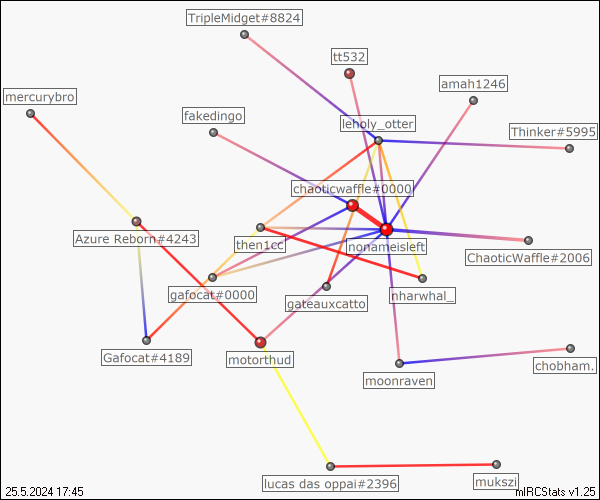 TripleMidget#8824
tt532
amah1246
mercurybro
fakedingo
leholy_otter
Thinker#5995
chaoticwaffle#0000
Azure Reborn#4243
then1cc
nonameisleft
ChaoticWaffle#2006
gafocat#0000
gateauxcatto
nharwhal_
Gafocat#4189
motorthud
moonraven
chobham.
lucas das oppai#2396
mukszi
25.5.2024 17:45
mIRCStats v1.25